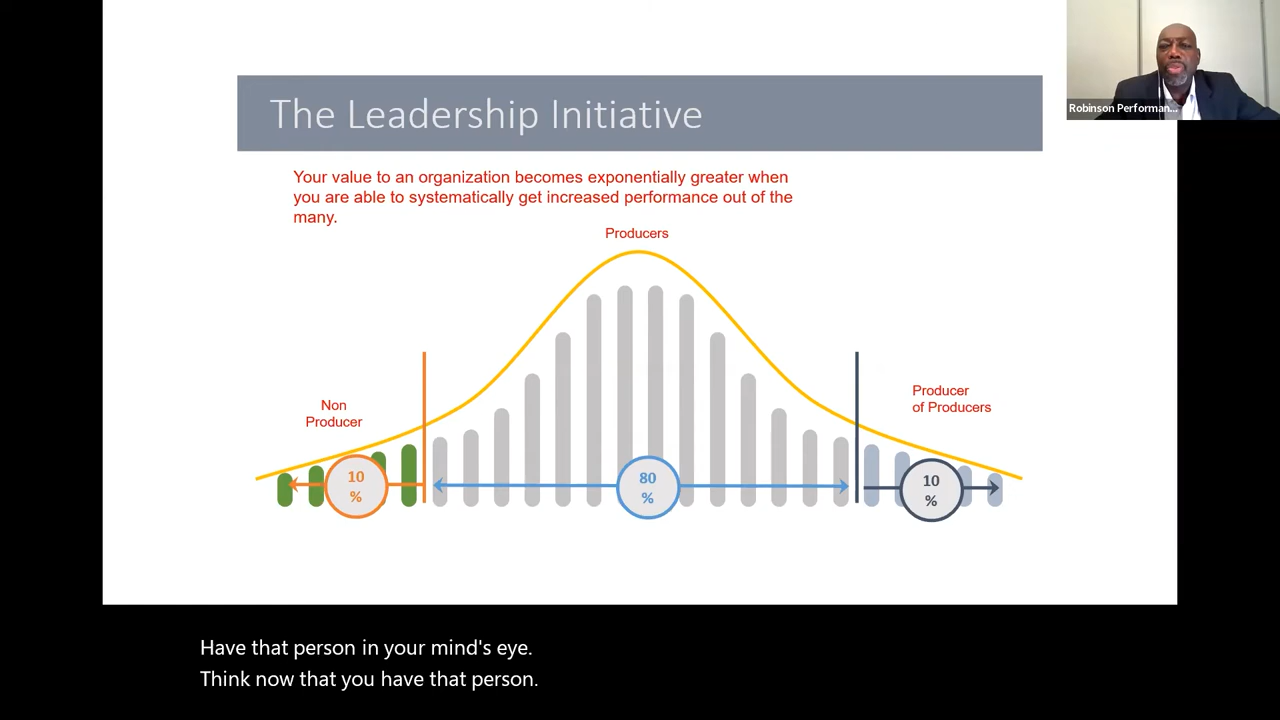 The Leadership Initiative
Robinson Performan...
Your value to an organization becomes exponentially greater when
you are able to systematically get increased performance out of the
many.
Producers
Non
Producer
Producer
of Producers
10
%
80
%
10
%
Have that person in your mind's eye.
Think now that you have that person.